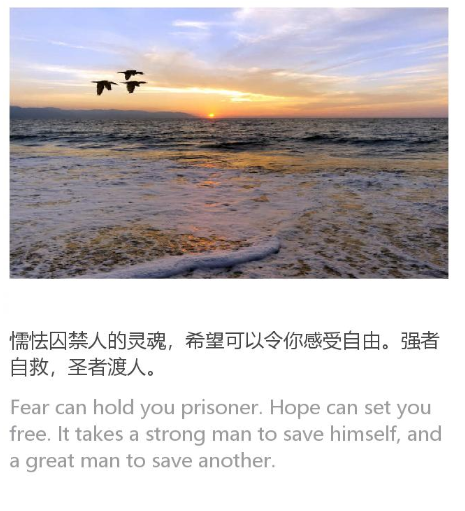 懦怯囚禁人的灵魂，希望可以令你感受自由。强者
自救，圣者渡人。
Fear can hold you prisoner. Hope can set you
free. It takes a strong man to save himself, and
a great man to save another.